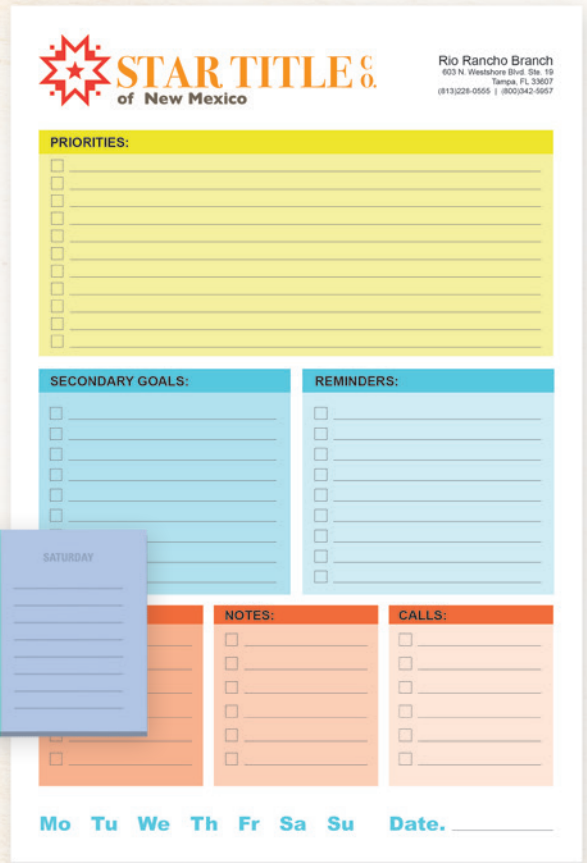 STAR TITLE CO.
of New Mexico
Rio Rancho Branch
603 N. Westshore Blvd. Ste. 19
Tampa, FL 33607
(813)228-0555 | (800)342-5957
PRIORITIES:
SECONDARY GOALS:
REMINDERS:
SATURDAY
NOTES:
CALLS:
Mo Tu We Th Fr Sa Su Date.